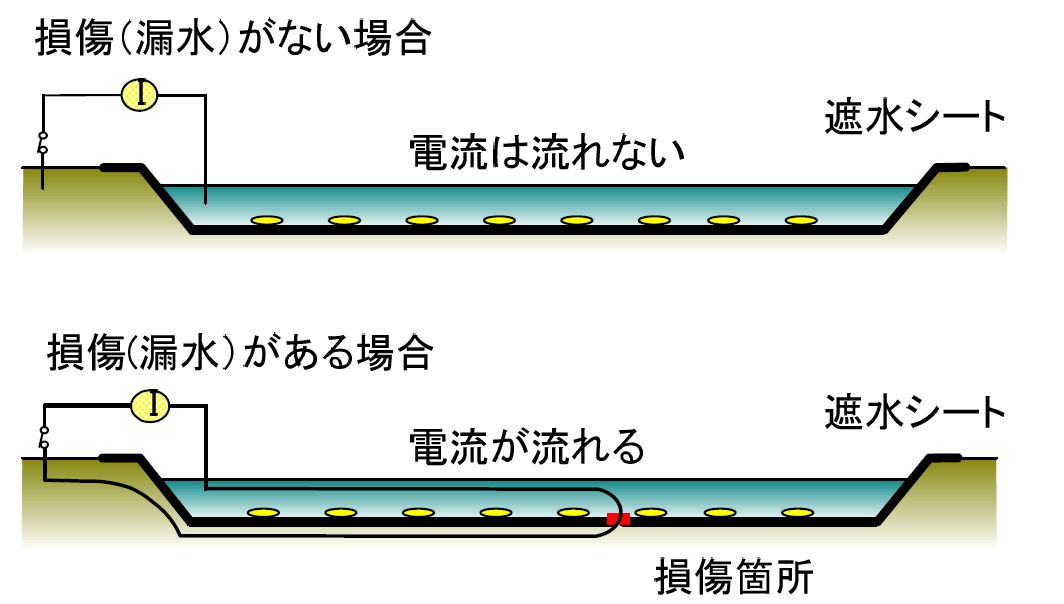 損傷（漏水）がない場合
I
遮水シート
電流は流れない
損傷(漏水）がある場合
I
遮水シート
電流が流れる
損傷箇所